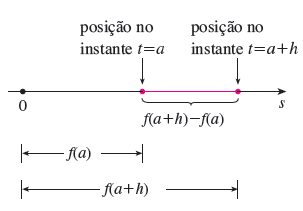 posição no posição no
instante t=a instante t=a+h
0 s
f(a+h)−f(a)
f(a)
f(a+h)